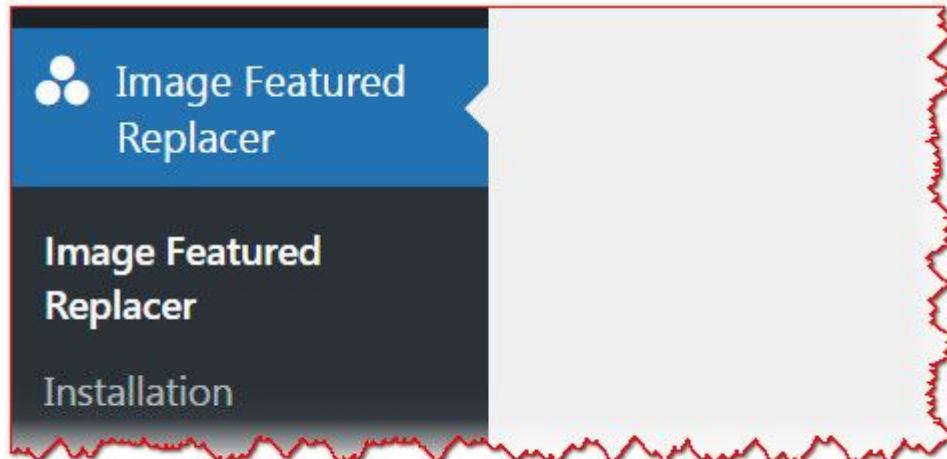 Image Featured
Replacer
Image Featured
Replacer
Installation